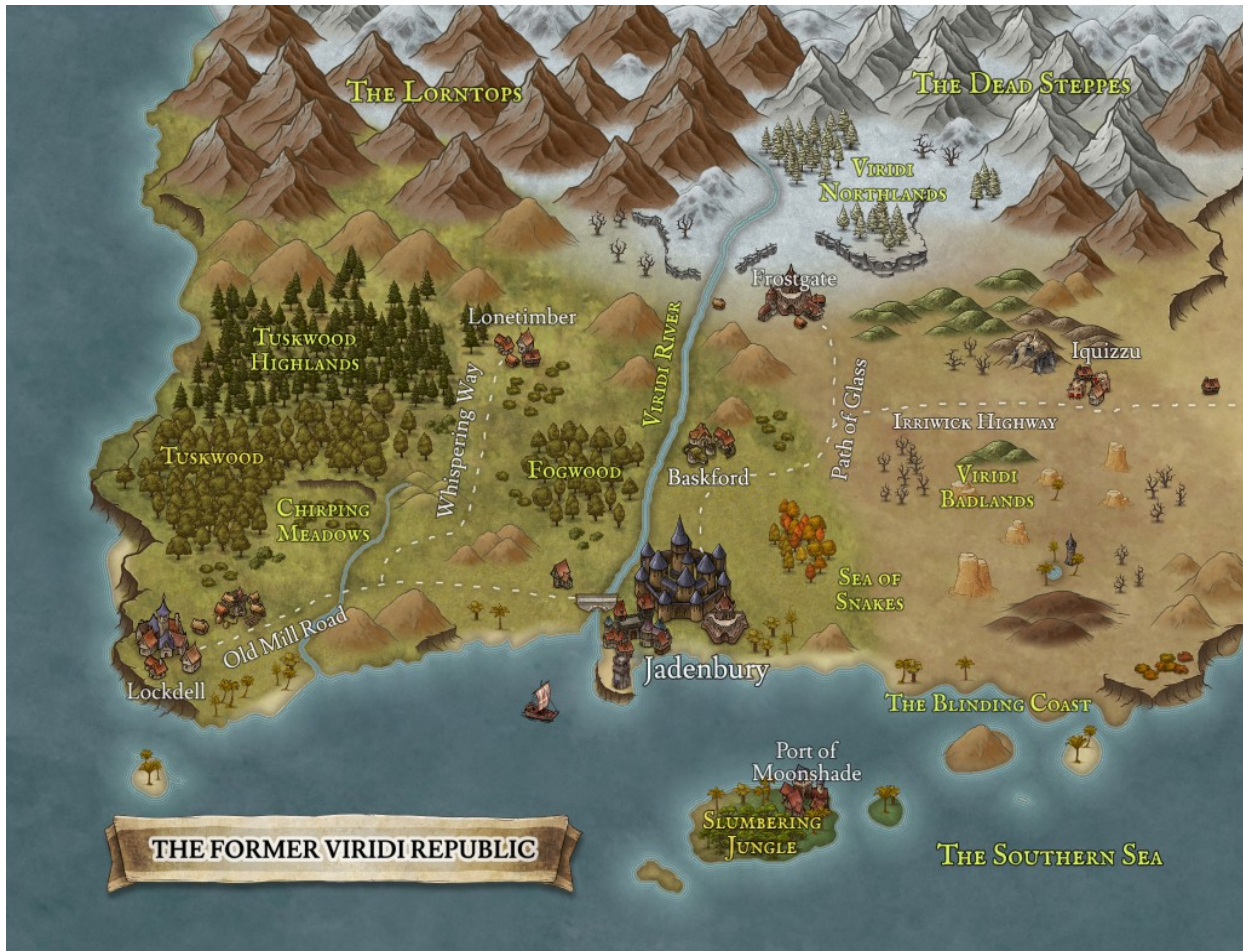 The Lorntops
The Dead Steppes
Viridi
Northlands
Frostgate
Lonetimber
Tuskwood
Highlands
Viridi River
Iquizzu
Whispering Way
Path of Glass
Irriwick Highway
Tuskwood
Fogwood
Baskford
Viridi
Badlands
Chirping
Meadows
Sea of
Snakes
Old Mill Road
Lockdell
Jadenbury
The Blinding Coast
Port of
Moonshade
Slumbering
Jungle
THE FORMER VIRIDI REPUBLIC
The Southern Sea